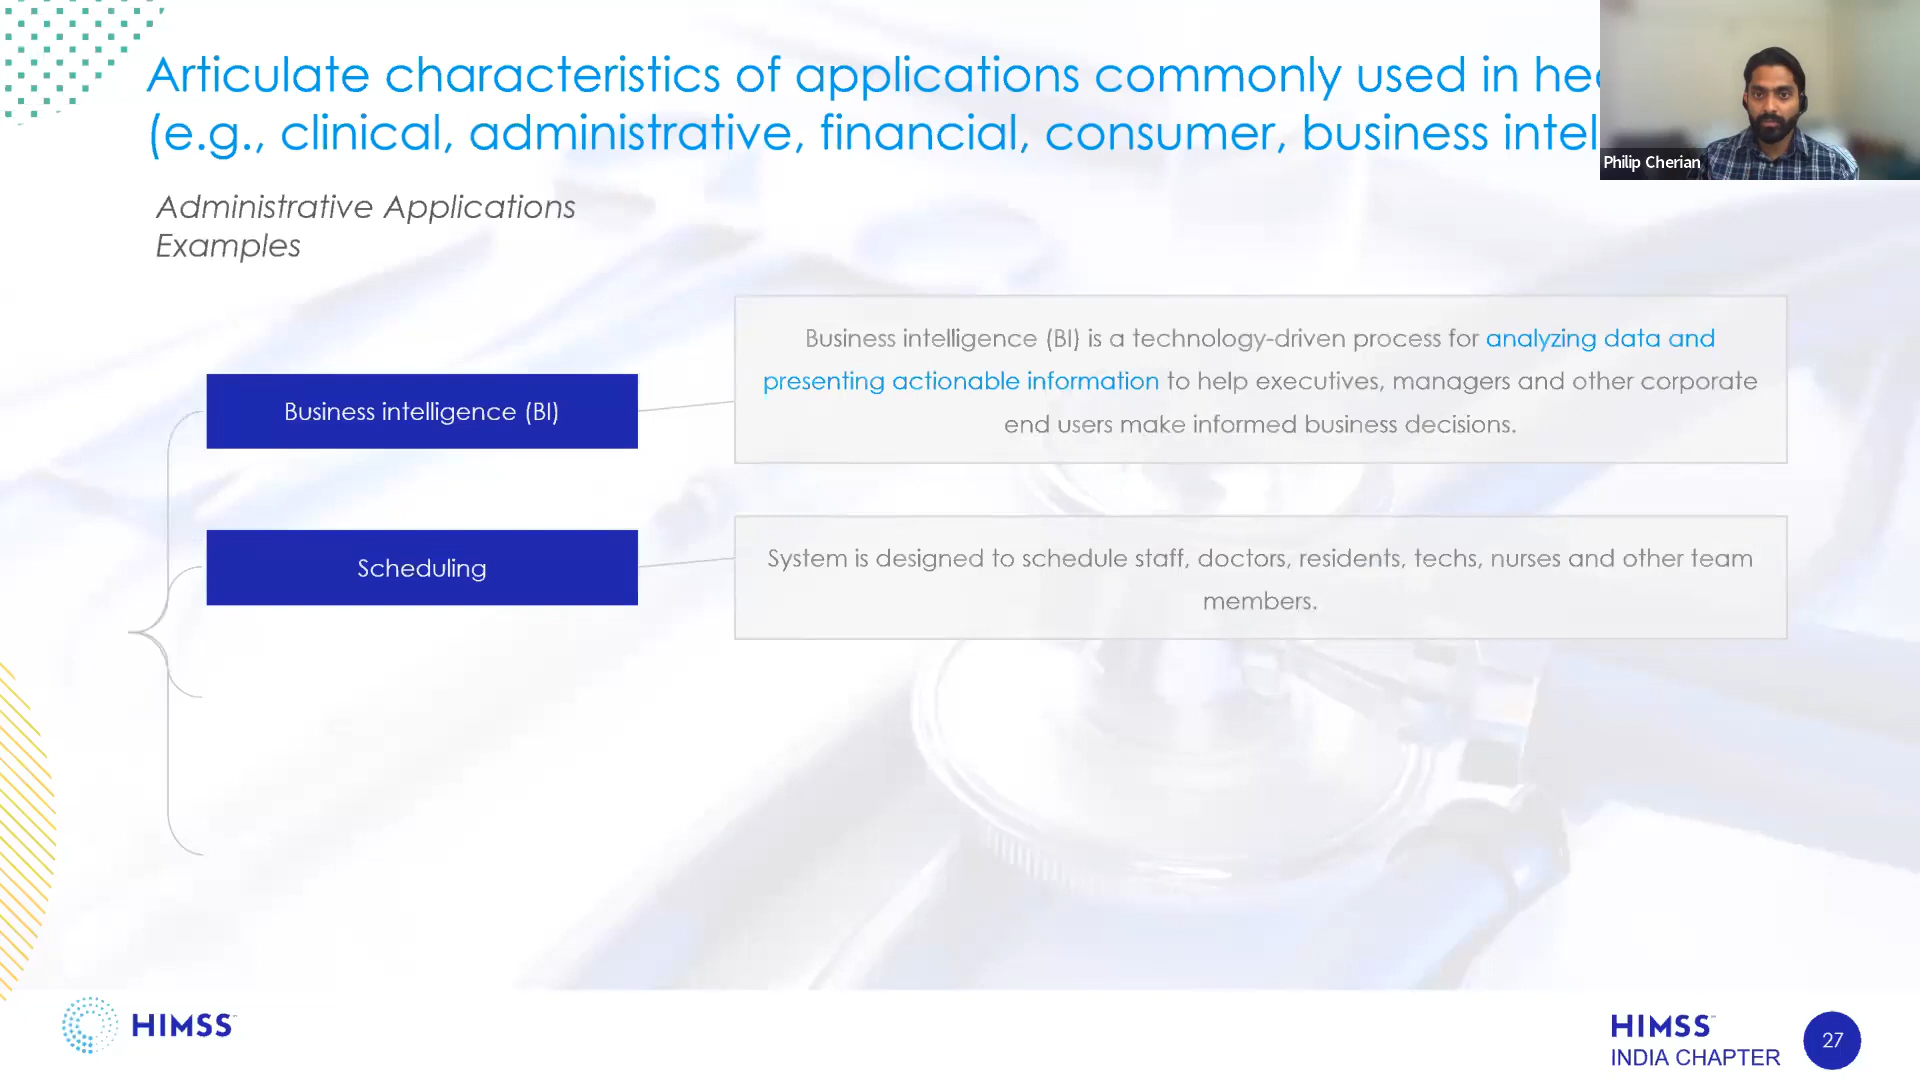 Articulate characteristics of applications commonly used in
(e.g., clinical, administrative, financial, consumer, business
Philip Cherian
Administrative Applications
Examples
Business intelligence (BI)
Business intelligence (BI) is a technology-driven process for analyzing data and
presenting actionable information to help executives, managers and other corporate
end users make informed business decisions.
Scheduling
System is designed to schedule staff, doctors, residents, techs, nurses and other team
members.
HIMSS
HIMSS
INDIA CHAPTER
27